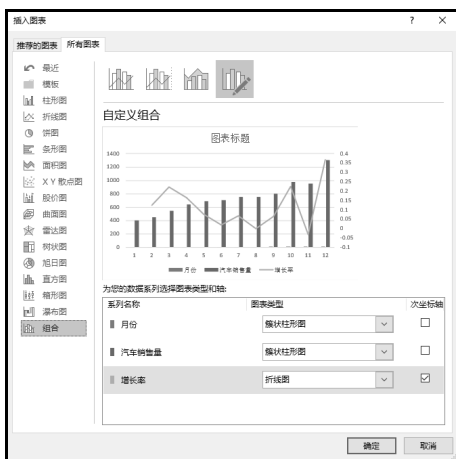 插入图表 ? ×
推荐的图表 所有图表
最近
模板
柱形图
折线图
饼图
条形图
面积图
X Y 散点图
股价图
曲面图
雷达图
树状图
旭日图
直方图
箱形图
瀑布图
组合
自定义组合
图表标题
1400
1200
1000
800
600
400
200
0
0.4
0.35
0.3
0.25
0.2
0.15
0.1
0.05
0
-0.05
-0.1
1 2 3 4 5 6 7 8 9 10 11 12
月份 汽车销售量 增长率
为您的数据系列选择图表类型和轴:
系列名称 图表类型 次坐标轴
月份 簇状柱形图
汽车销售量 簇状柱形图
增长率 折线图
确定 取消